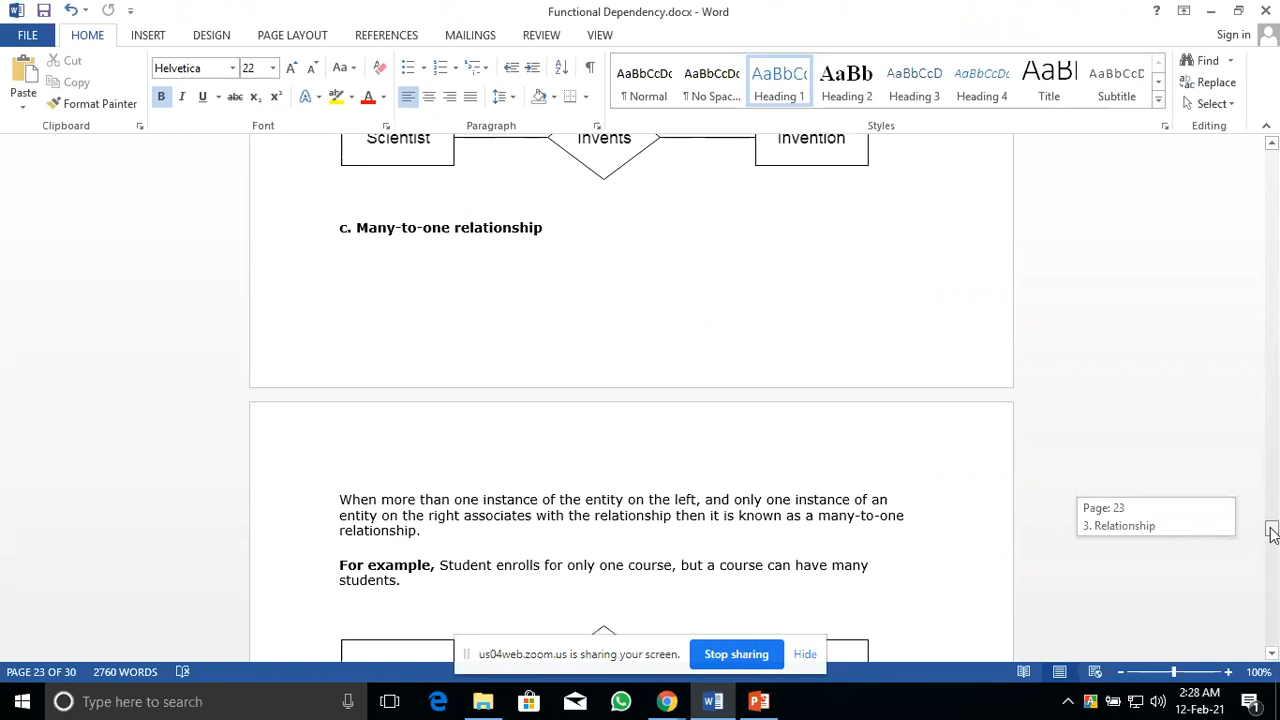 Functional Dependency.docx - Word
?
FILE HOME INSERT DESIGN PAGE LAYOUT REFERENCES MAILINGS REVIEW VIEW Sign in
Paste
Cut
Copy
Format Painter
Clipboard
Helvetica 22
Font
Paragraph
AaBbCcDc AaBbCcDc AaBbCc AaBb AaBbCcD AaBbCcD AaBl AaBbCcD
¶ Normal ¶ No Spac... Heading 1 Heading 2 Heading 3 Heading 4 Title Subtitle
Styles
Find
Replace
Select
Editing
Scientist Invents Invention
c. Many-to-one relationship
When more than one instance of the entity on the left, and only one instance of an
entity on the right associates with the relationship then it is known as a many-to-one
relationship.
For example, Student enrolls for only one course, but a course can have many
students.
Page: 23
3. Relationship
us04web.zoom.us is sharing your screen. Stop sharing Hide
PAGE 23 OF 30 2760 WORDS 100%
Type here to search
2:28 AM
12-Feb-21
1